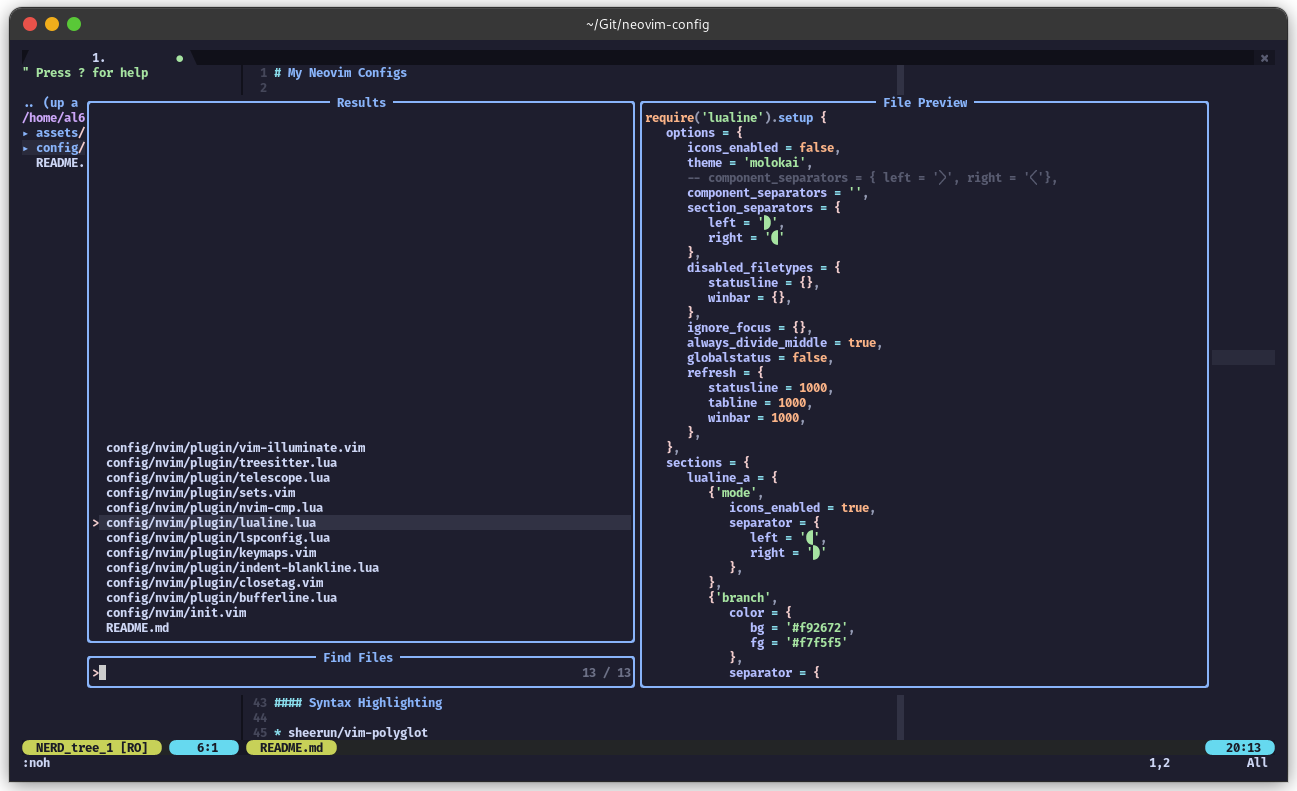 ~/Git/neovim-config
1. ● ×
" Press ? for help
.. (up a
/home/al6
▸ assets/
▸ config/
README.
1 # My Neovim Configs
2
Results
config/nvim/plugin/vim-illuminate.vim
config/nvim/plugin/treesitter.lua
config/nvim/plugin/telescope.lua
config/nvim/plugin/sets.vim
config/nvim/plugin/nvim-cmp.lua
> config/nvim/plugin/lualine.lua
config/nvim/plugin/lspconfig.lua
config/nvim/plugin/keymaps.vim
config/nvim/plugin/indent-blankline.lua
config/nvim/plugin/closetag.vim
config/nvim/plugin/bufferline.lua
config/nvim/init.vim
README.md
Find Files
> 13 / 13
File Preview
require('lualine').setup {
options = {
icons_enabled = false,
theme = 'molokai',
-- component_separators = { left = '', right = ''},
component_separators = '',
section_separators = {
left = '',
right = ''
},
disabled_filetypes = {
statusline = {},
winbar = {},
},
ignore_focus = {},
always_divide_middle = true,
globalstatus = false,
refresh = {
statusline = 1000,
tabline = 1000,
winbar = 1000,
},
},
sections = {
lualine_a = {
{'mode',
icons_enabled = true,
separator = {
left = '',
right = ''
},
},
{'branch',
color = {
bg = '#f92672',
fg = '#f7f5f5'
},
separator = {
43 #### Syntax Highlighting
44
45 * sheerun/vim-polyglot
NERD_tree_1 [RO] 6:1 README.md 20:13
:noh 1,2 All